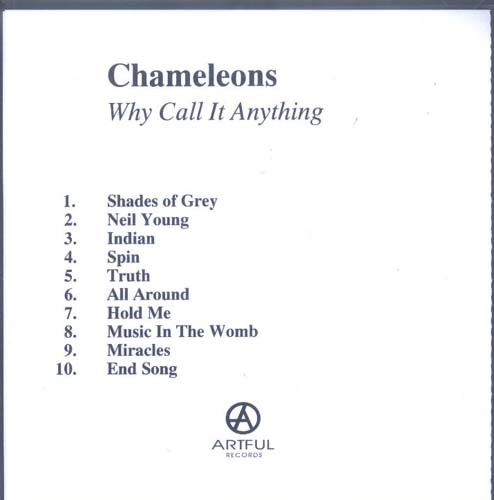 Chameleons
Why Call It Anything
1. Shades of Grey
2. Neil Young
3. Indian
4. Spin
5. Truth
6. All Around
7. Hold Me
8. Music In The Womb
9. Miracles
10. End Song
ARTFUL
RECORDS